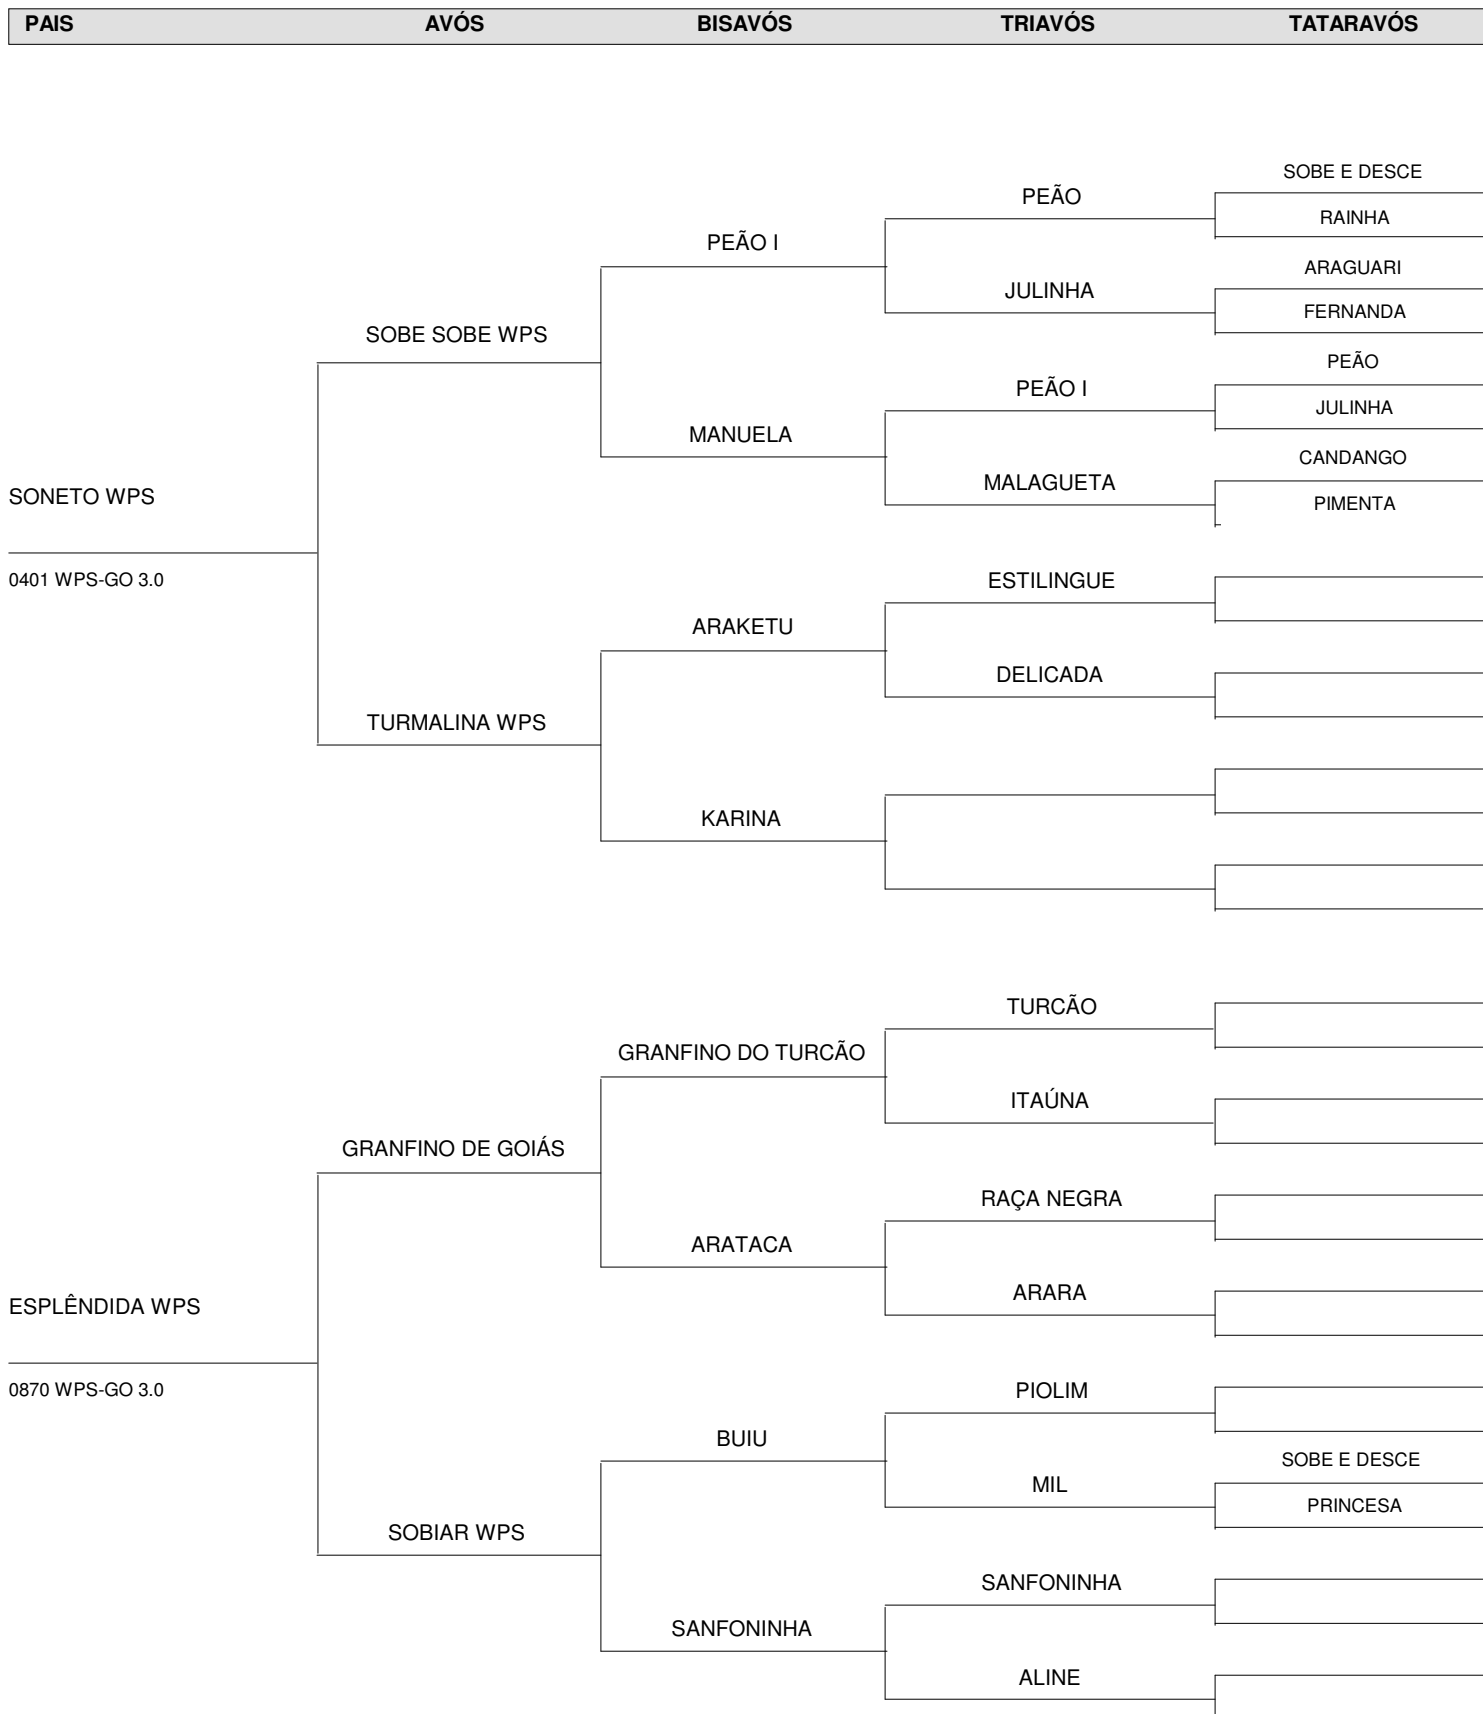 PAIS AVÓS BISAVÓS TRIAVÓS TATARAVÓS
SOBE E DESCE
PEÃO
RAINHA
PEÃO I
ARAGUARI
JULINHA
FERNANDA
SOBE SOBE WPS
PEÃO
PEÃO I
JULINHA
MANUELA
CANDANGO
MALAGUETA
SONETO WPS
PIMENTA
0401 WPS-GO 3.0
ESTILINGUE
ARAKETU
DELICADA
TURMALINA WPS
KARINA
TURCÃO
GRANFINO DO TURCÃO
ITAÚNA
GRANFINO DE GOIÁS
RAÇA NEGRA
ARATACA
ARARA
ESPLÊNDIDA WPS
0870 WPS-GO 3.0
PIOLIM
BUIU
SOBE E DESCE
MIL
PRINCESA
SOBIAR WPS
SANFONINHA
SANFONINHA
ALINE